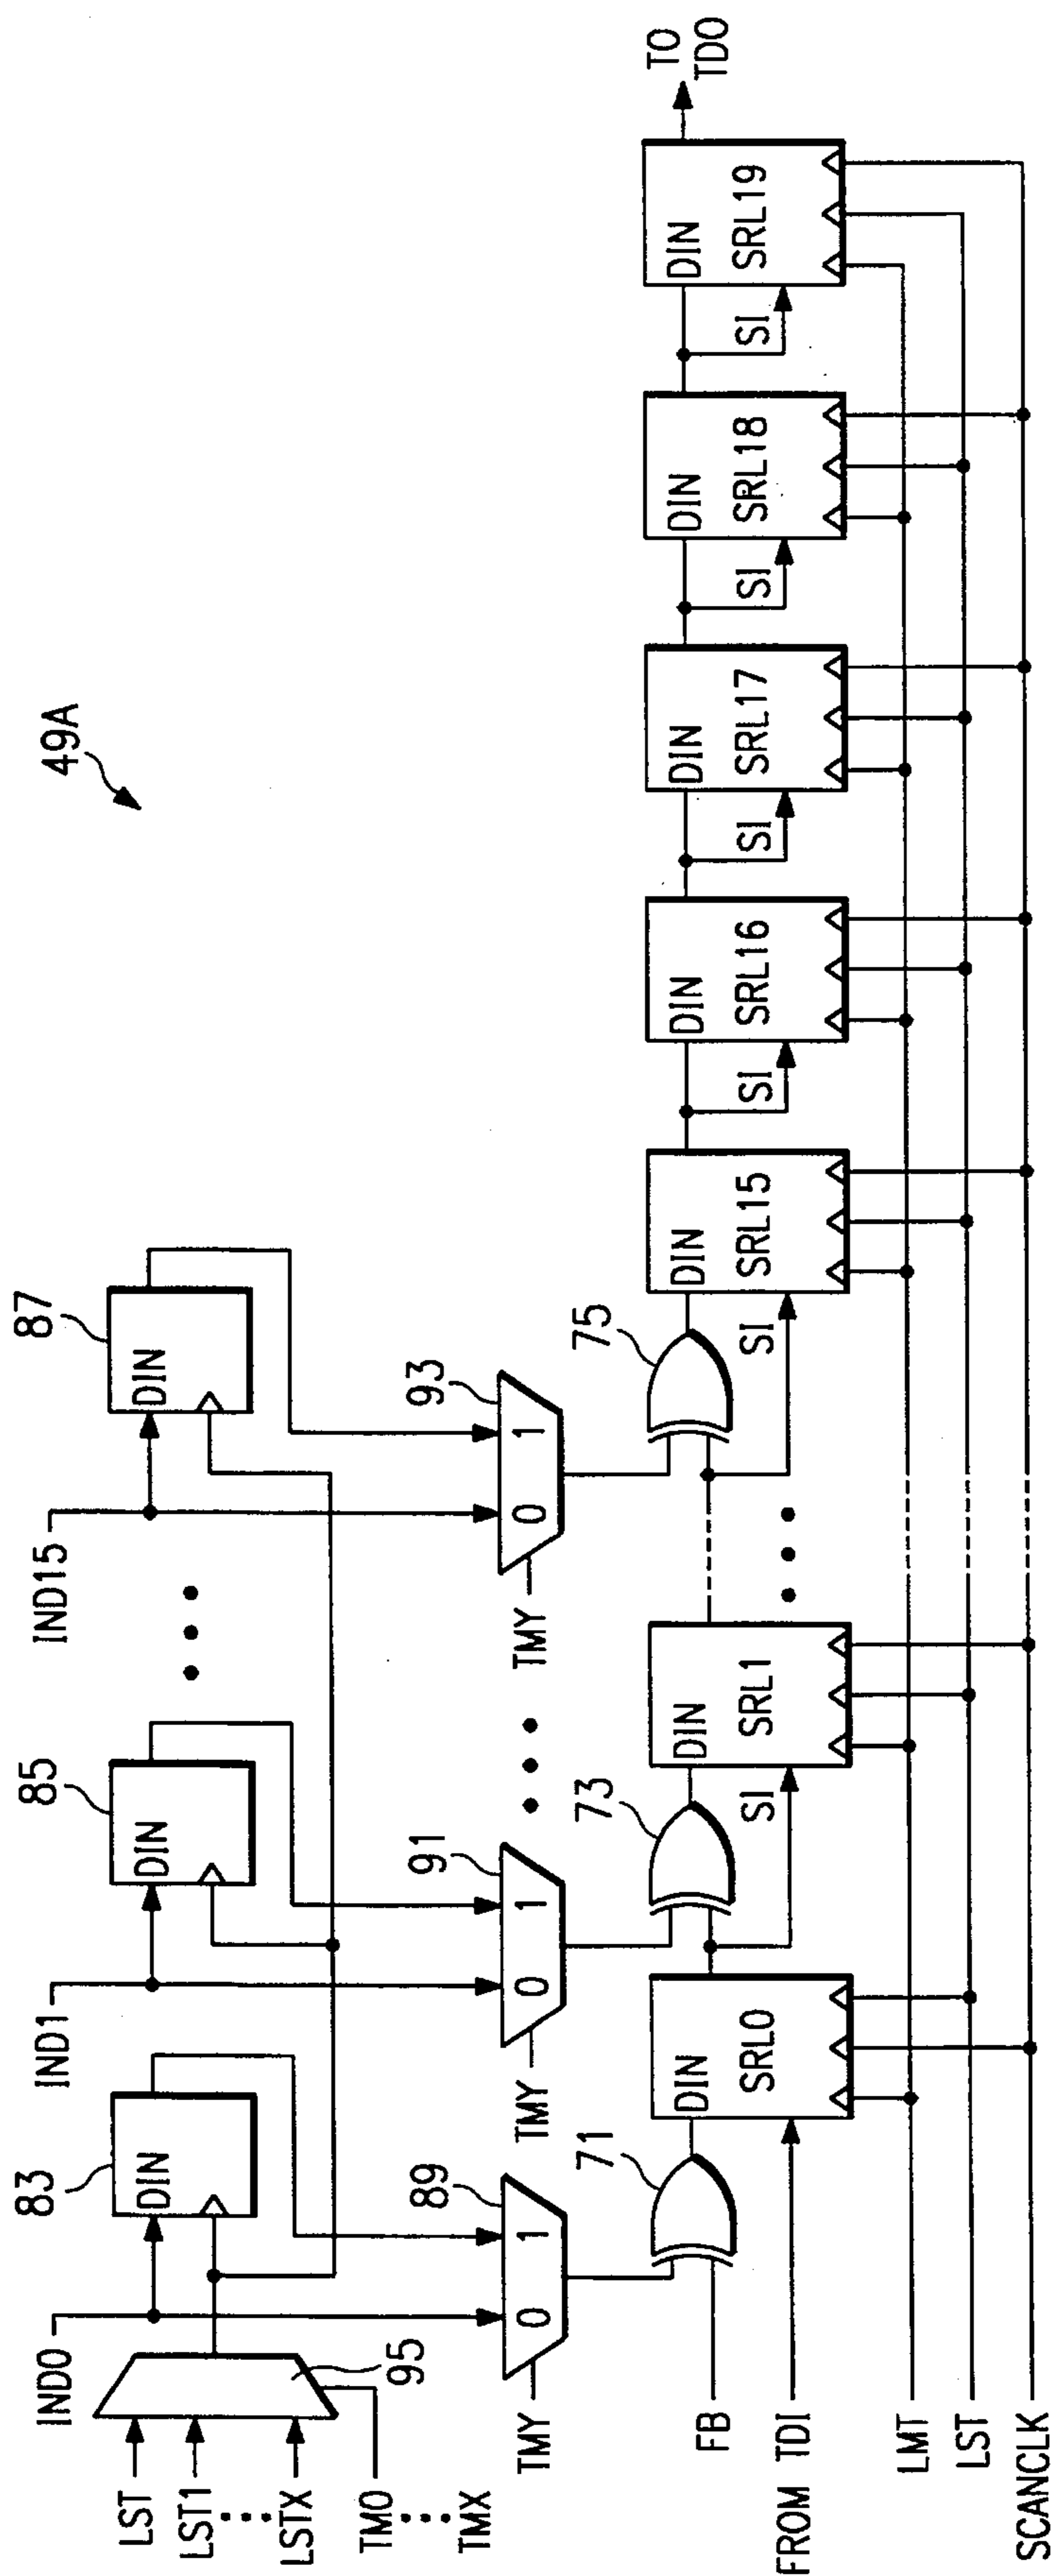 49A
LST
LST1
LSTX
TM0
TMX
95
IND0
83
DIN
IND1
85
DIN
IND15
87
DIN
TMY
89
0 1
TMY
91
0 1
TMY
93
0 1
FB
FROM TDI
71
DIN
SRL0
73
SI
DIN
SRL1
75
SI
DIN
SRL15
SI
DIN
SRL16
SI
DIN
SRL17
SI
DIN
SRL18
SI
DIN
SRL19
TO
TDO
LMT
LST
SCANCLK